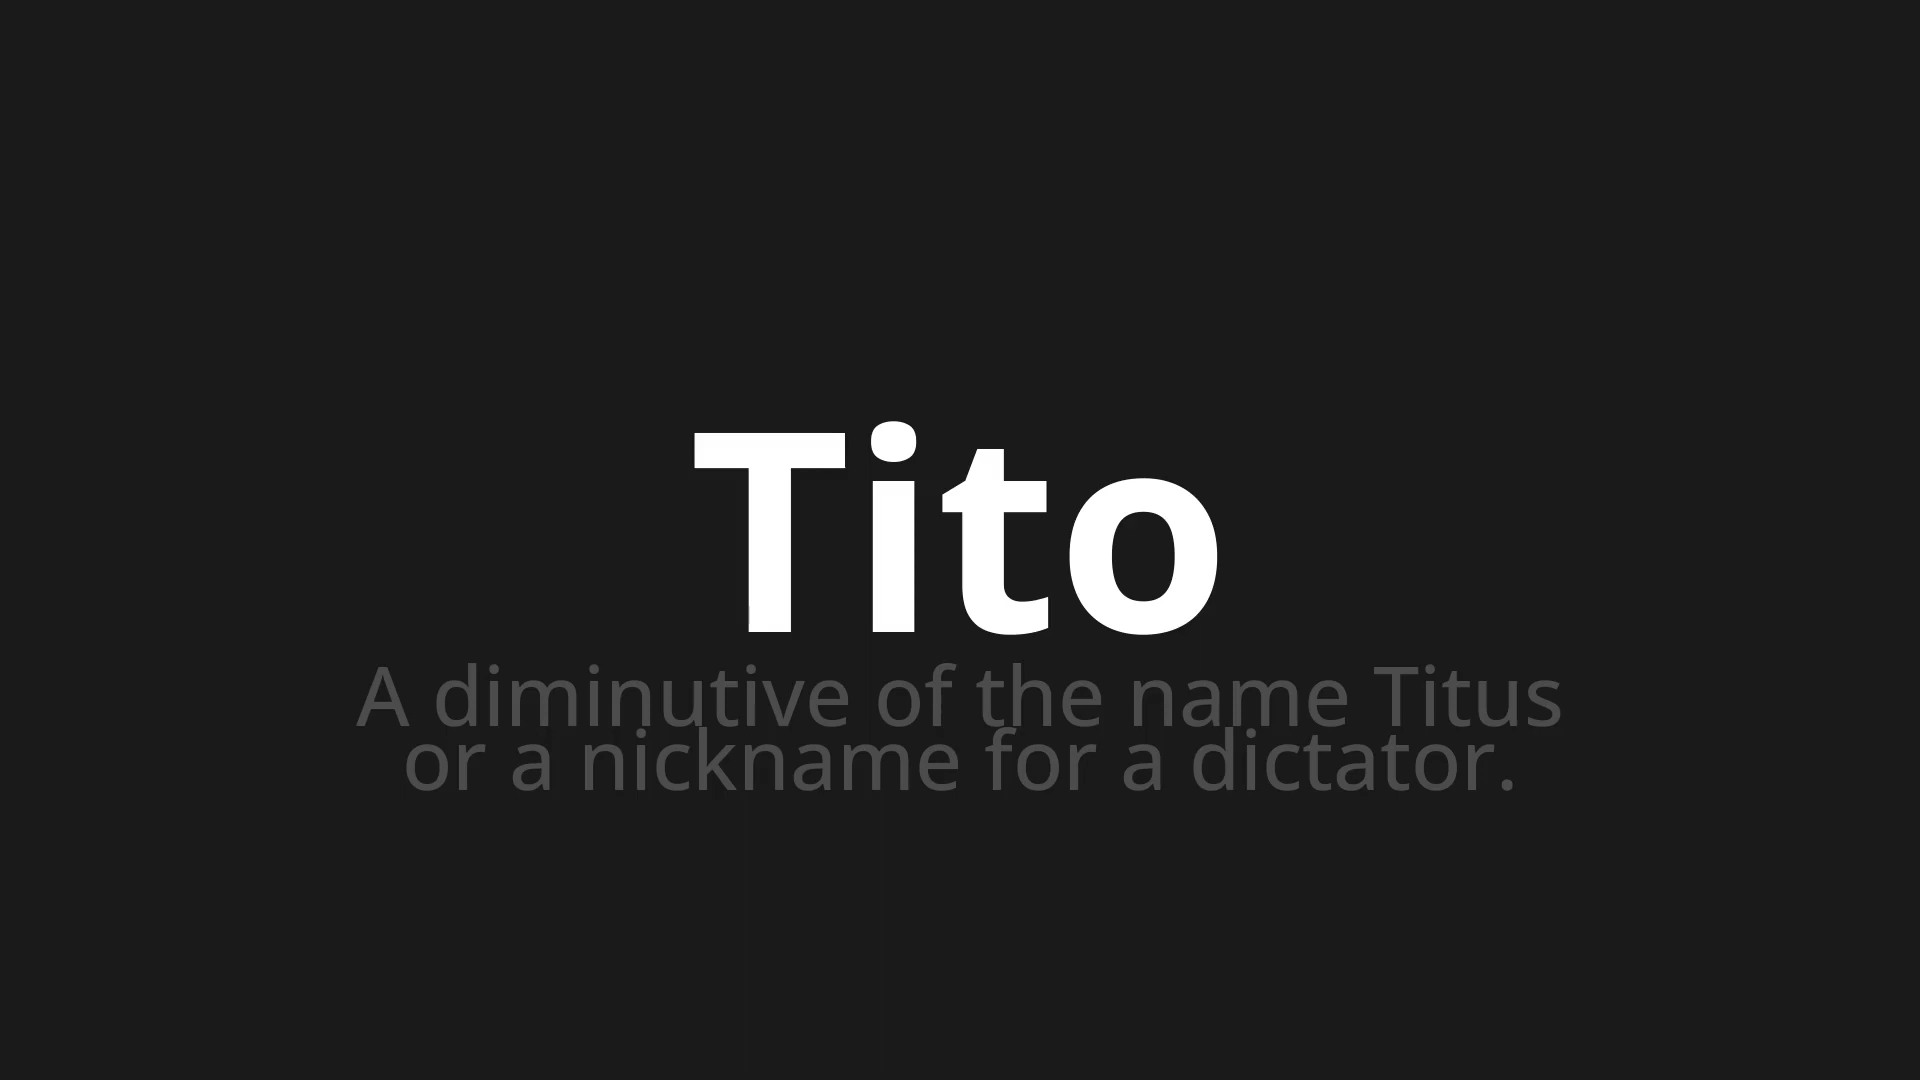 Tito
A diminutive of the name Titus
or a nickname for a dictator.